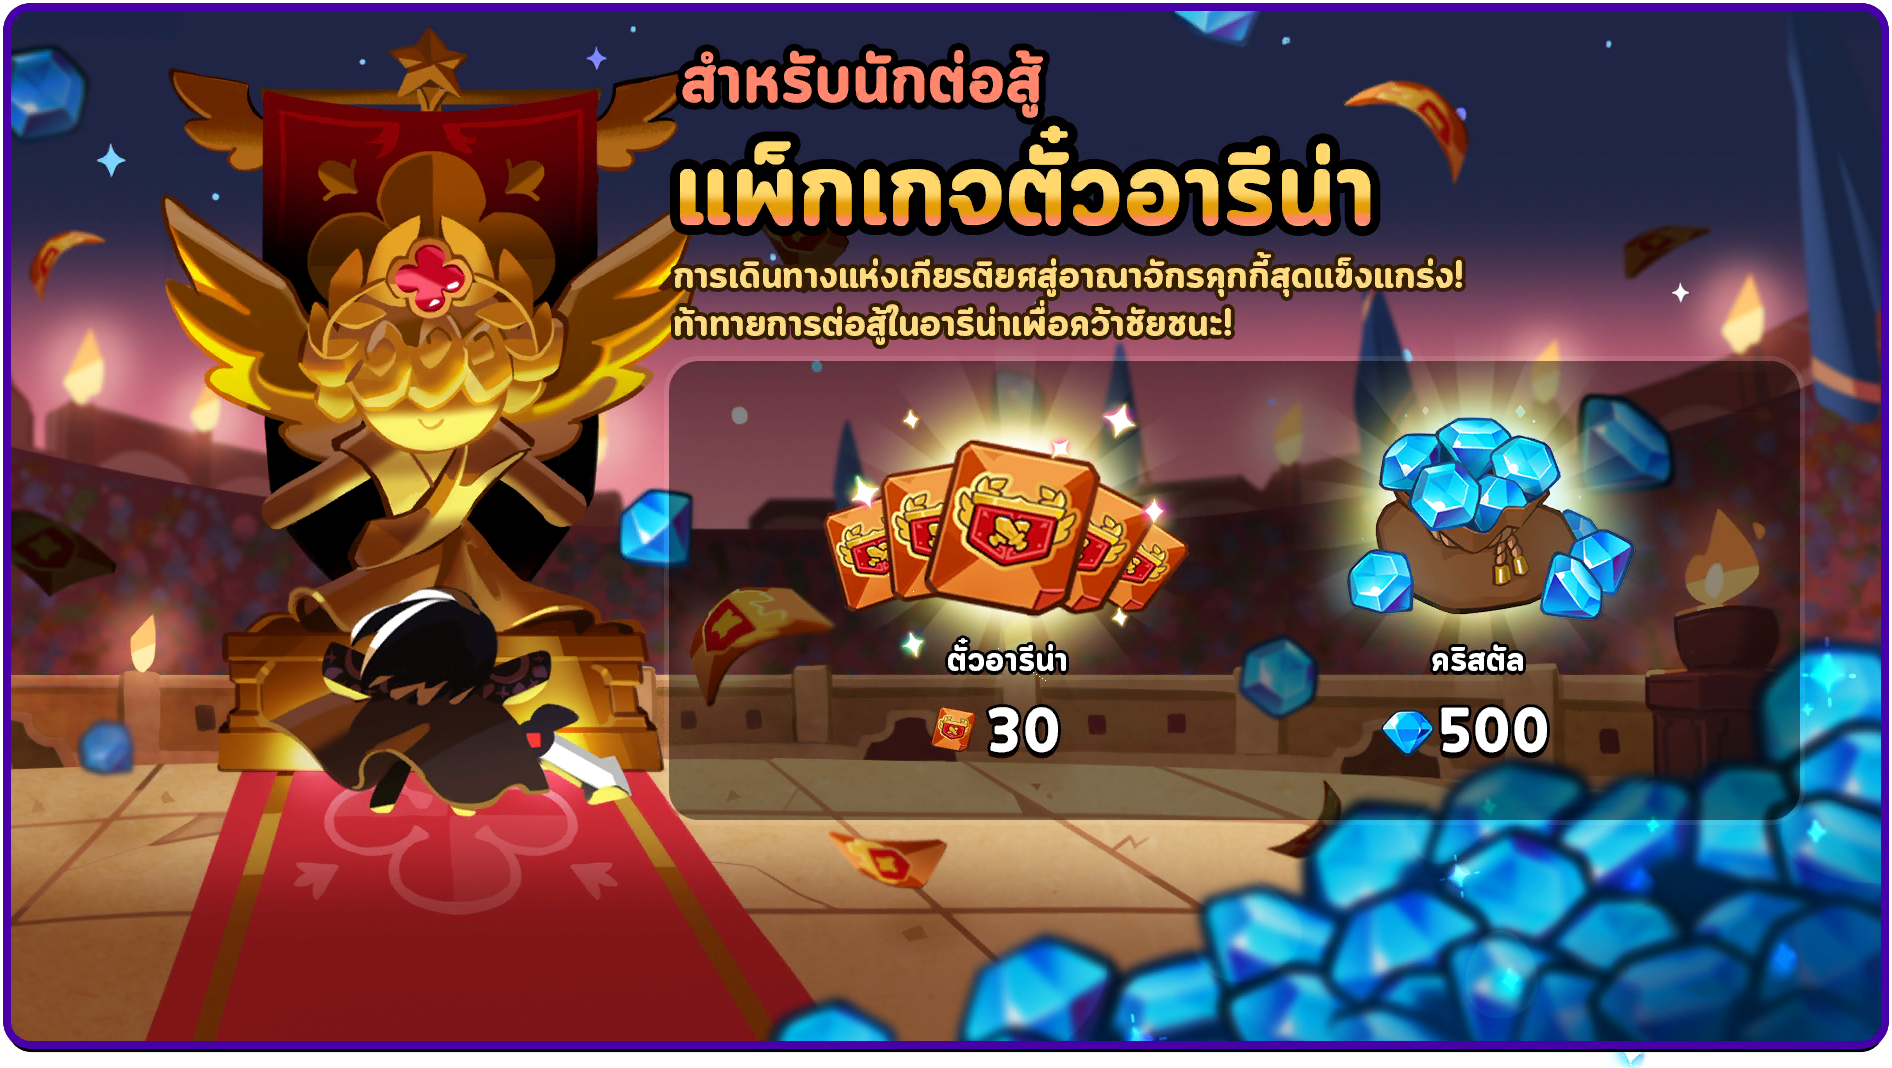 สำหรับนักต่อสู้
แพ็กเกจตั๋วอารีน่า
การเดินทางแห่งเกียรติยศสู่อาณาจักรคุกกี้สุดแข็งแกร่ง!
ท้าทายการต่อสู้ในอารีน่าเพื่อคว้าชัยชนะ!
ตั๋วอารีน่า
30
คริสตัล
500